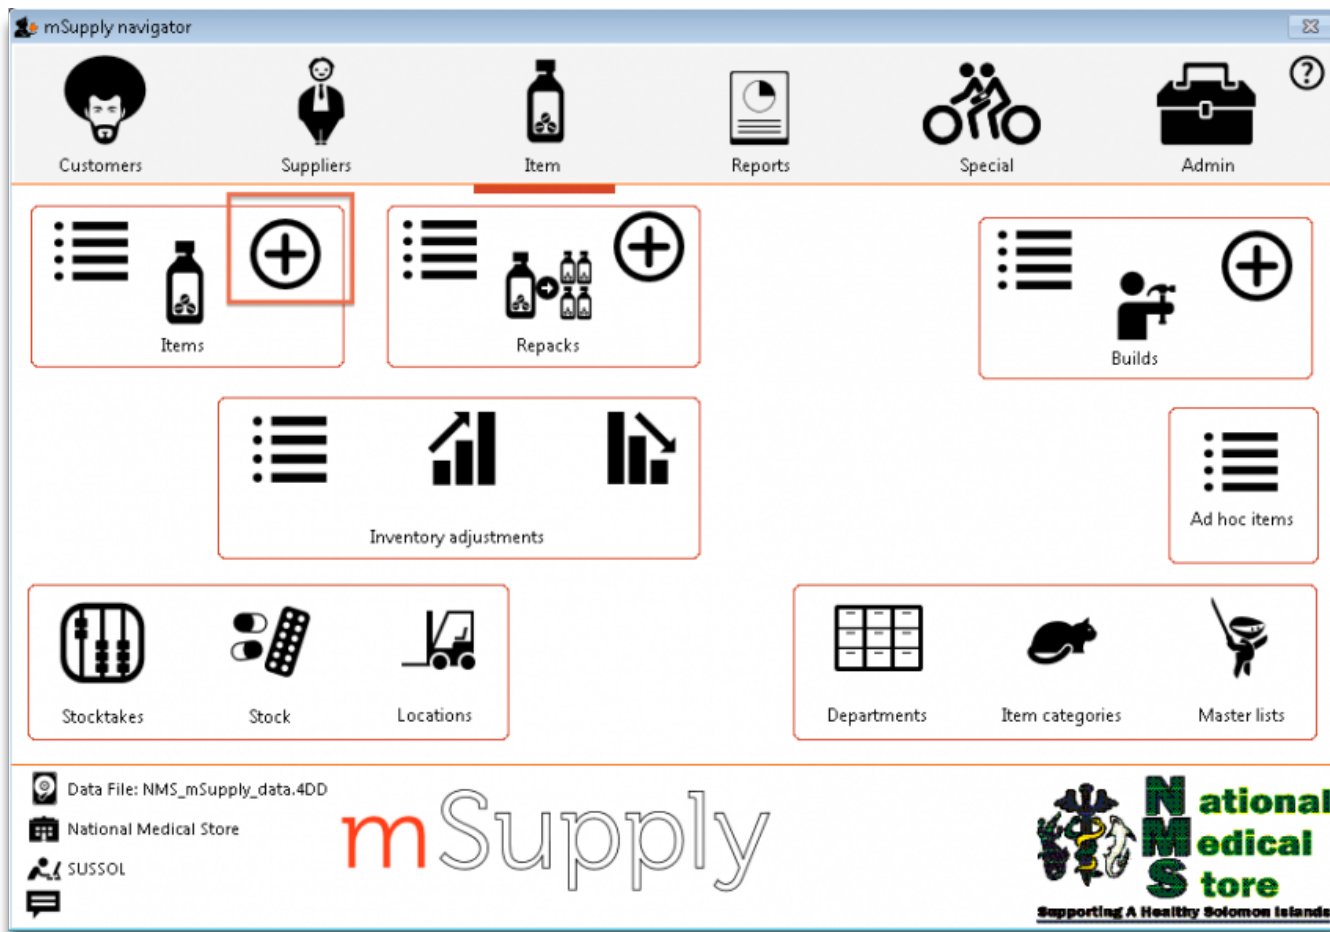 mSupply navigator
Customers
Suppliers
Item
Reports
Special
Admin
?
Items
Repacks
Builds
Inventory adjustments
Ad hoc items
Stocktakes
Stock
Locations
Departments
Item categories
Master lists
Data File: NMS_mSupply_data.4DD
National Medical Store
SUSSOL
mSupply
National
Medical
Store
Supporting A Healthy Solomon Islands